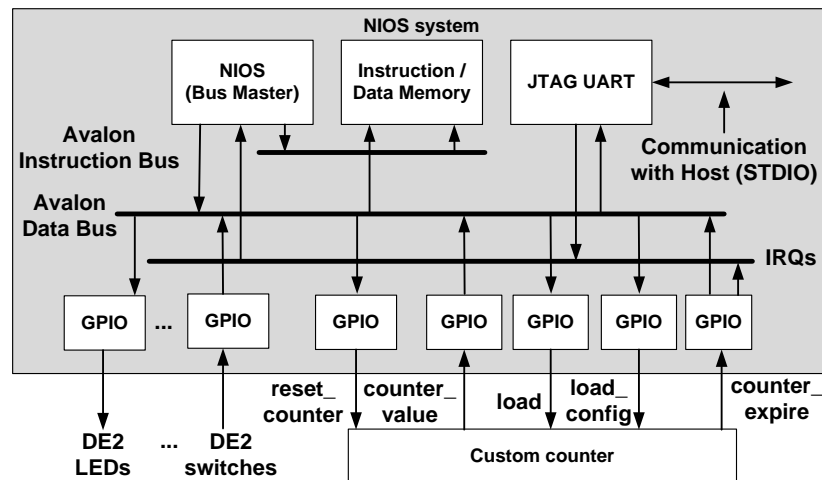 NIOS system
NIOS
(Bus Master)
Instruction /
Data Memory
JTAG UART
Avalon
Instruction Bus
Communication
with Host (STDIO)
Avalon
Data Bus
IRQs
GPIO
...
GPIO
GPIO
GPIO
GPIO
GPIO
GPIO
reset_
counter
counter_
value
load
load_
config
counter_
expire
DE2
LEDs
...
DE2
switches
Custom counter